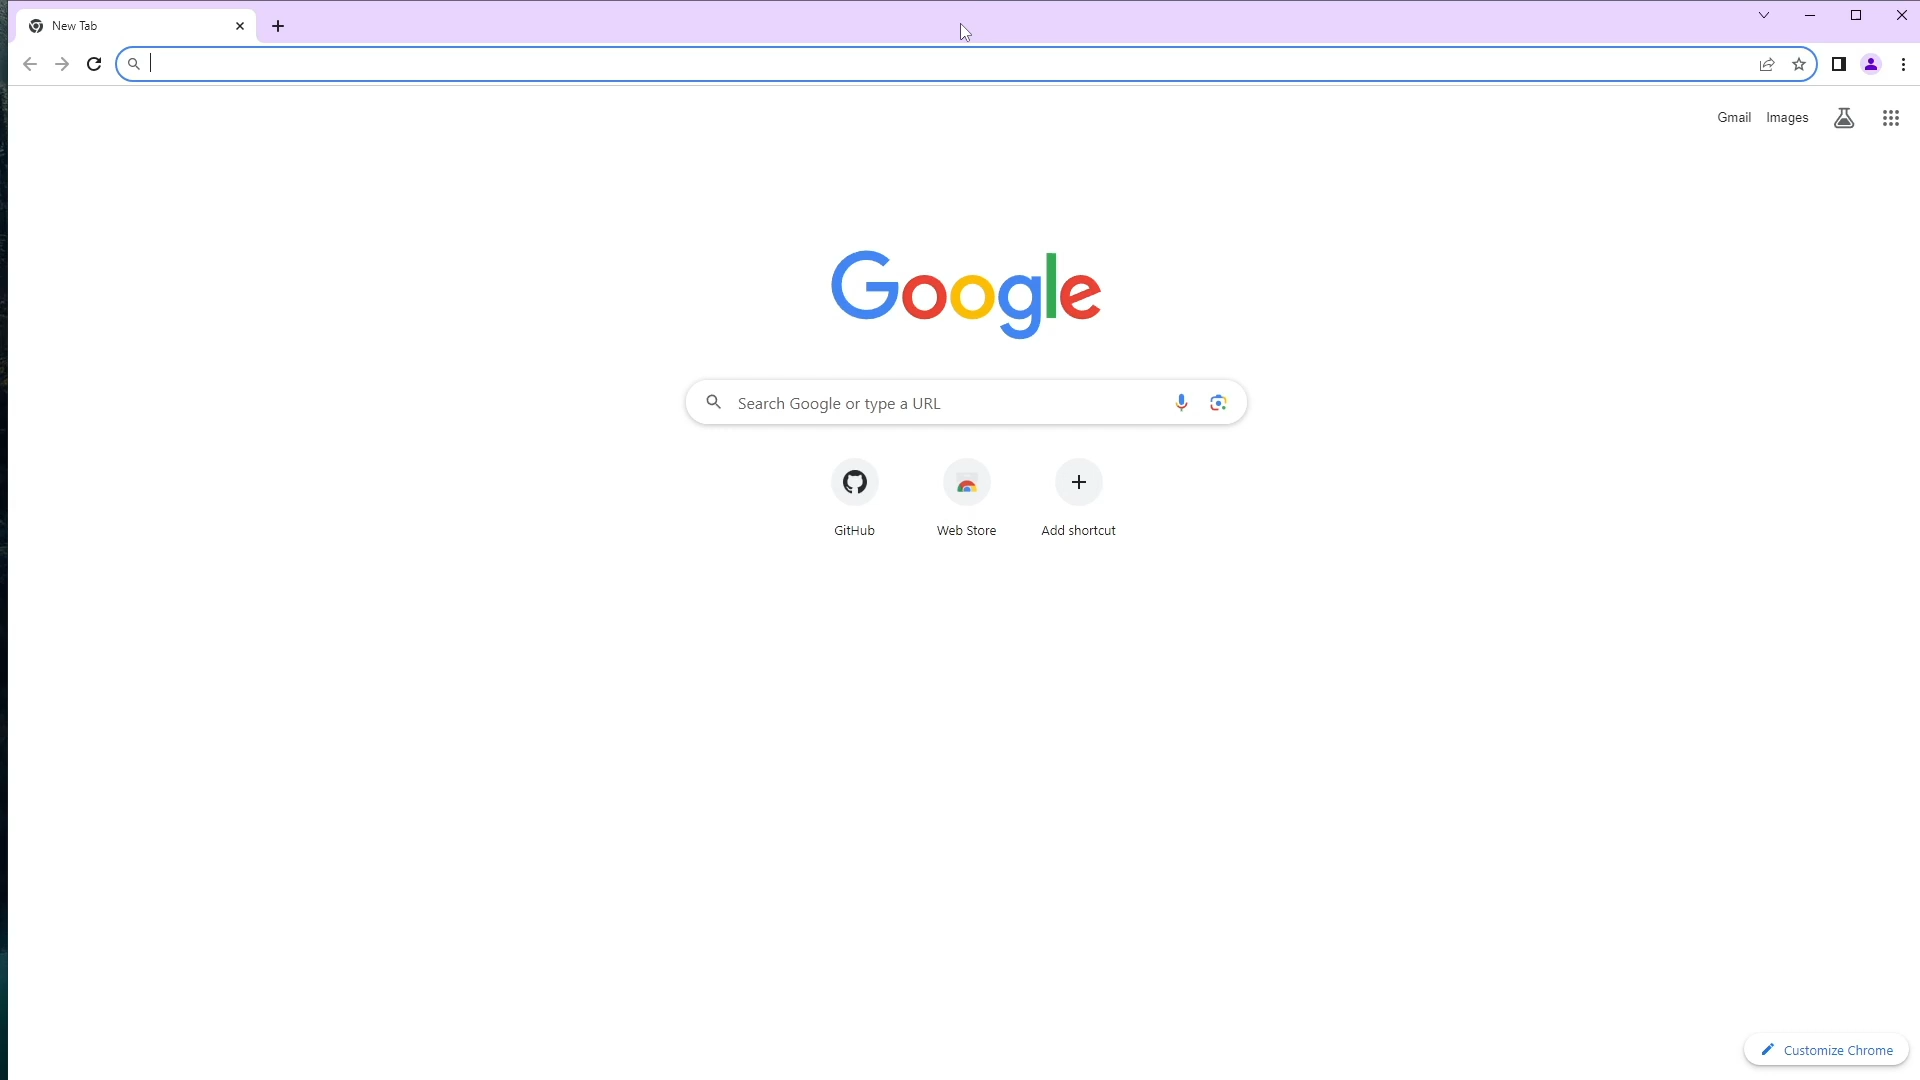 New Tab
Gmail Images
Google
Search Google or type a URL
GitHub Web Store Add shortcut
Customize Chrome